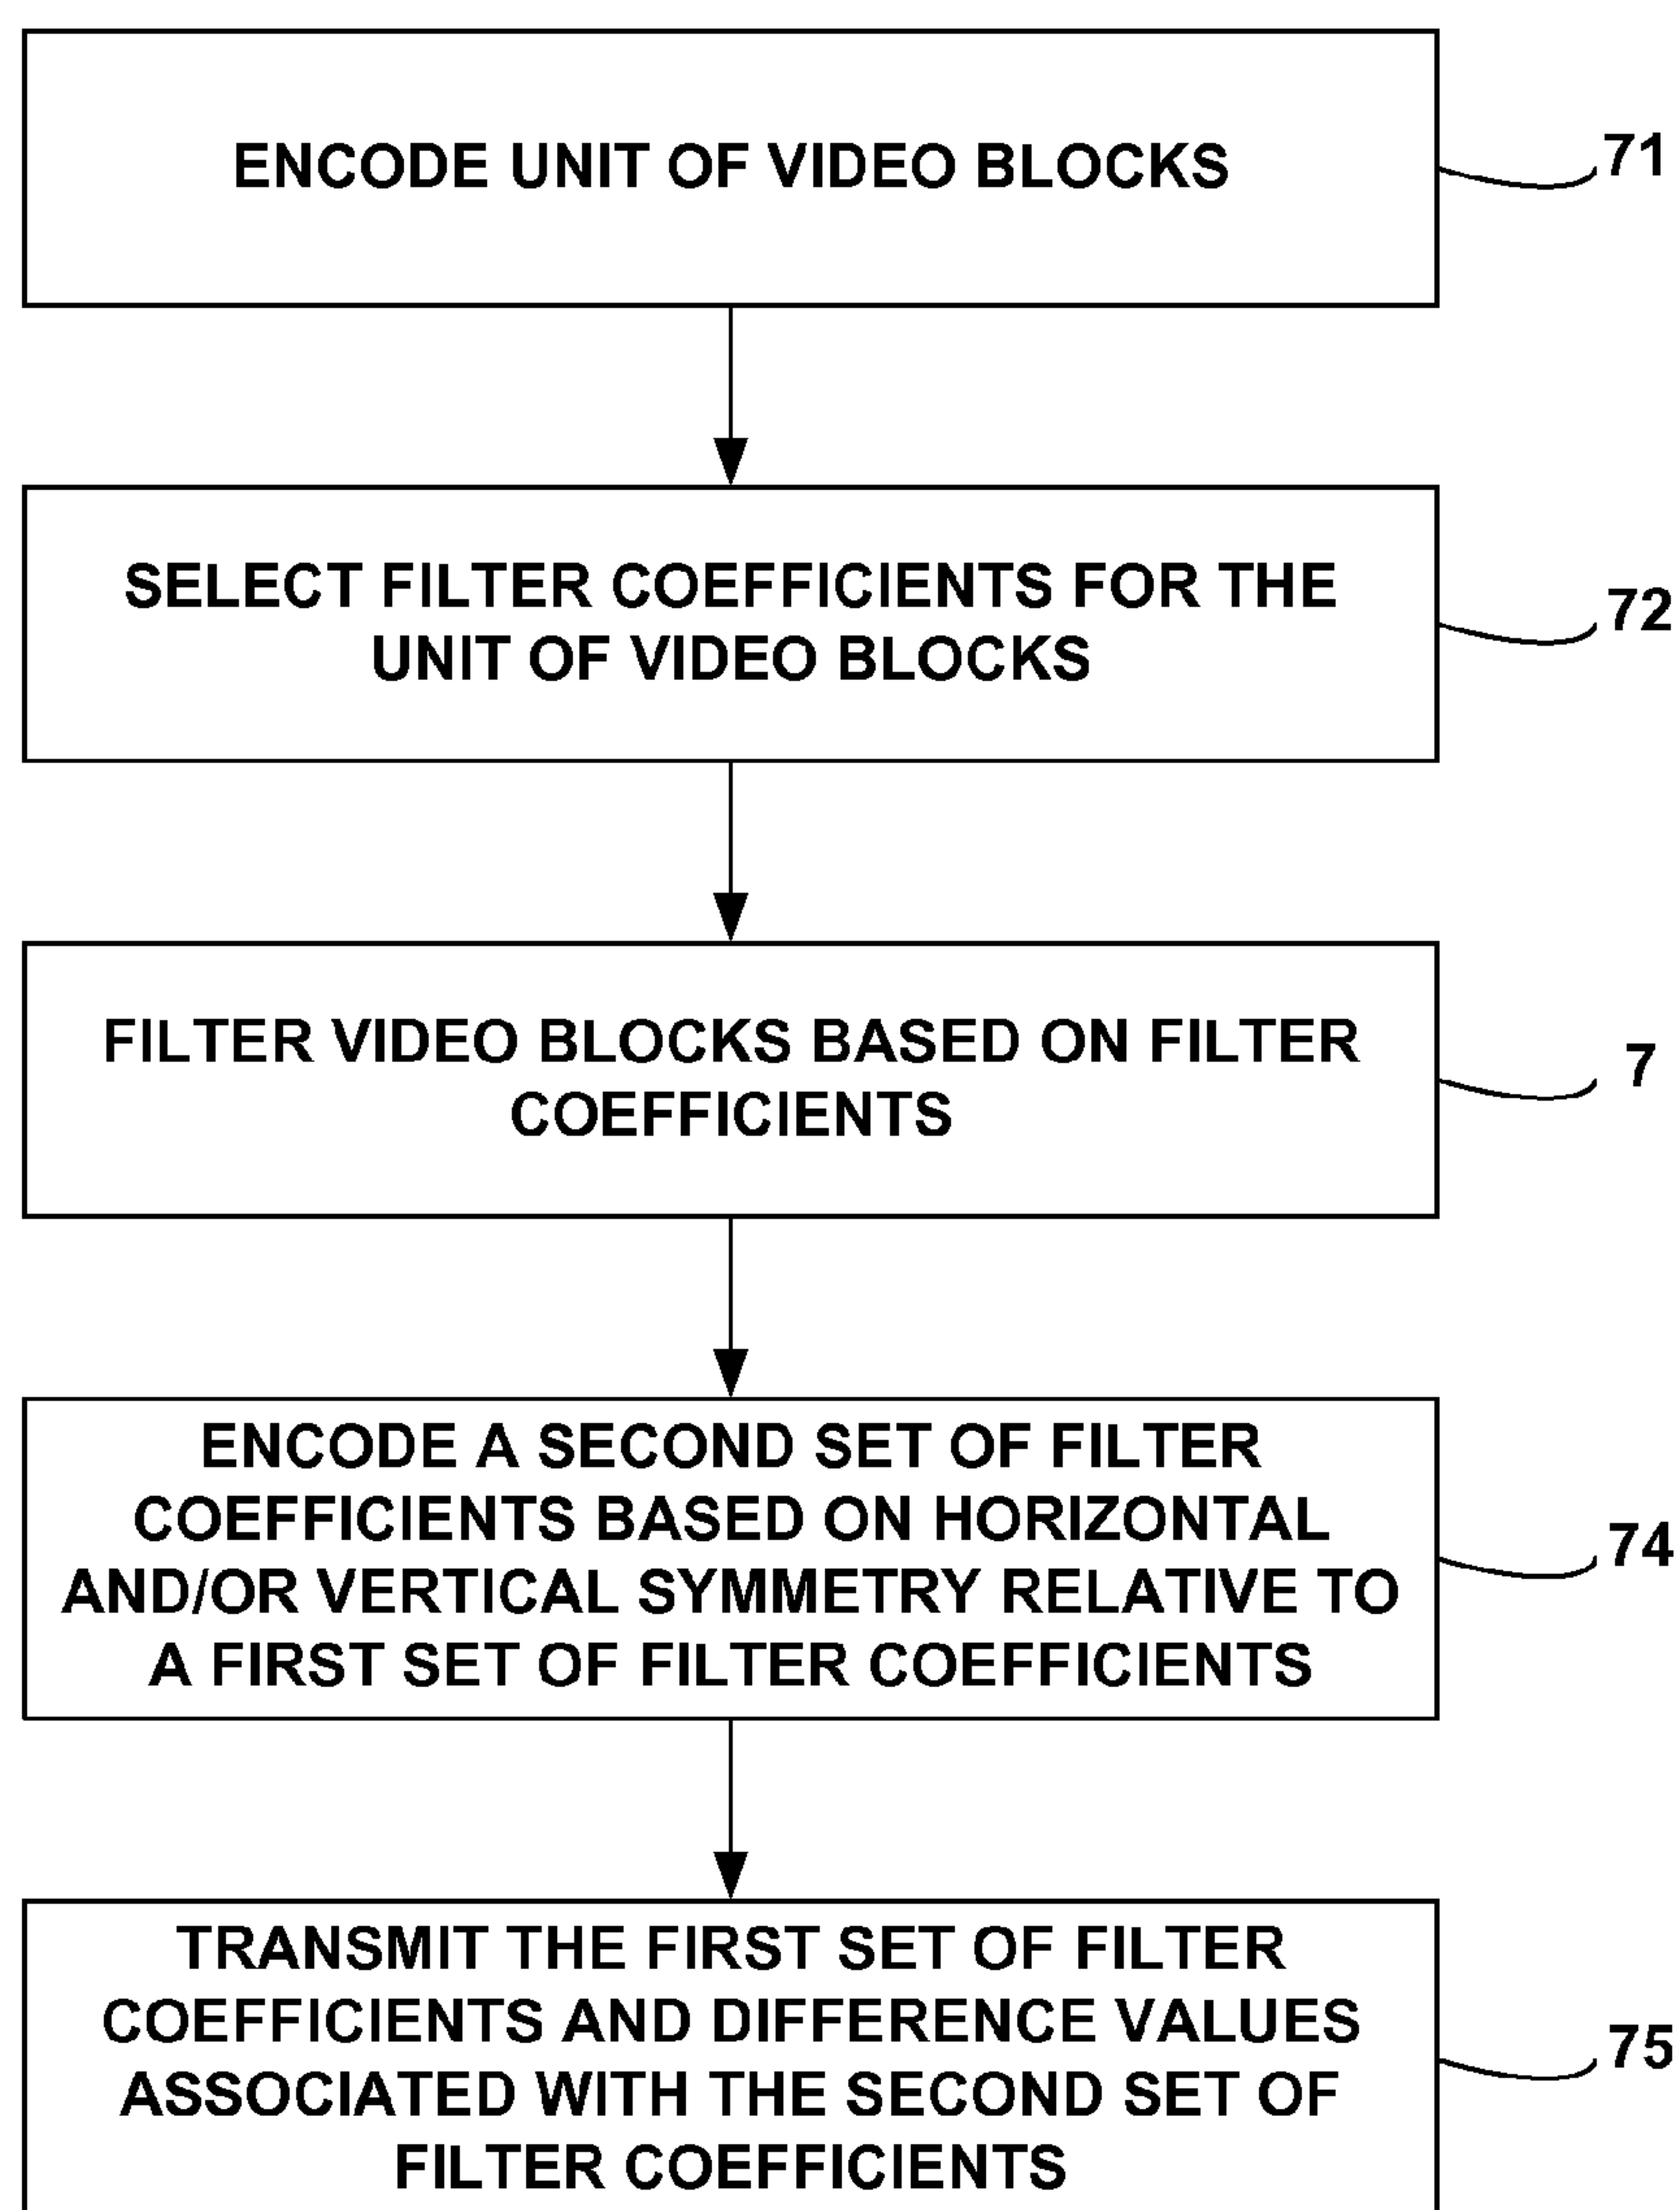 ENCODE UNIT OF VIDEO BLOCKS
71
SELECT FILTER COEFFICIENTS FOR THE
UNIT OF VIDEO BLOCKS
72
FILTER VIDEO BLOCKS BASED ON FILTER
COEFFICIENTS
7
ENCODE A SECOND SET OF FILTER
COEFFICIENTS BASED ON HORIZONTAL
AND/OR VERTICAL SYMMETRY RELATIVE TO
A FIRST SET OF FILTER COEFFICIENTS
74
TRANSMIT THE FIRST SET OF FILTER
COEFFICIENTS AND DIFFERENCE VALUES
ASSOCIATED WITH THE SECOND SET OF
FILTER COEFFICIENTS
75